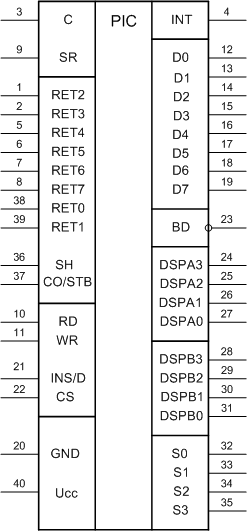 3 C PIC INT 4
9 SR D0 12
D1 13
1 RET2 D2 14
2 RET3 D3 15
5 RET4 D4 16
6 RET5 D5 17
7 RET6 D6 18
8 RET7 D7 19
38 RET0
39 RET1 BD 23
36 SH DSPA3 24
37 CO/STB DSPA2 25
DSPA1 26
10 RD DSPA0 27
11 WR
DSPB3 28
21 INS/D DSPB2 29
22 CS DSPB1 30
DSPB0 31
20 GND S0 32
S1 33
40 Ucc S2 34
S3 35